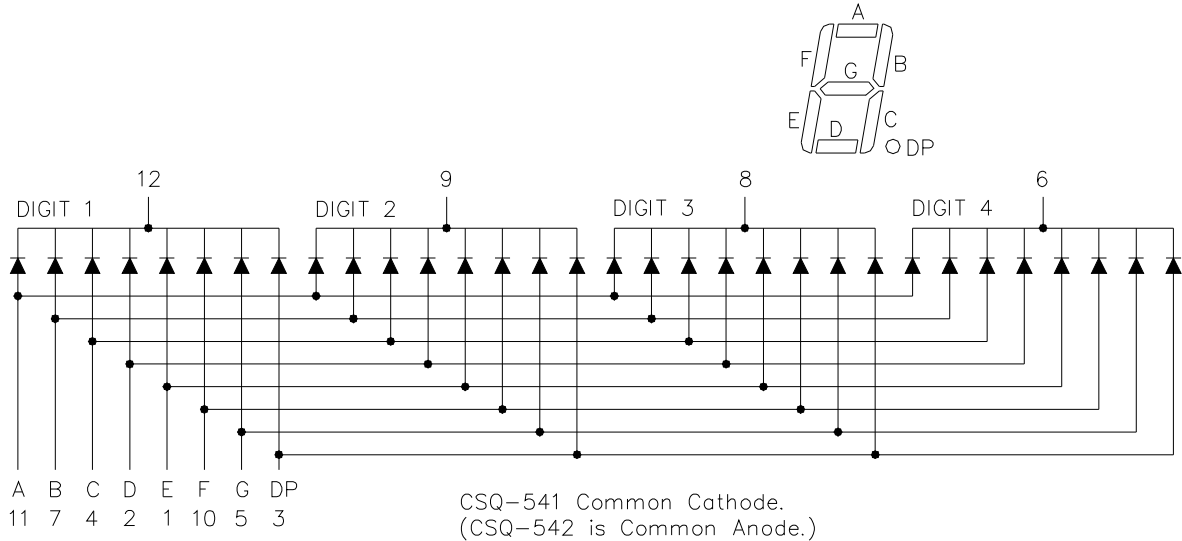 A
F
B
G
E
D
C
DP
12
9
8
6
DIGIT 1
DIGIT 2
DIGIT 3
DIGIT 4
A B C D E F G DP
11 7 4 2 1 10 5 3
CSQ-541 Common Cathode.
(CSQ-542 is Common Anode.)